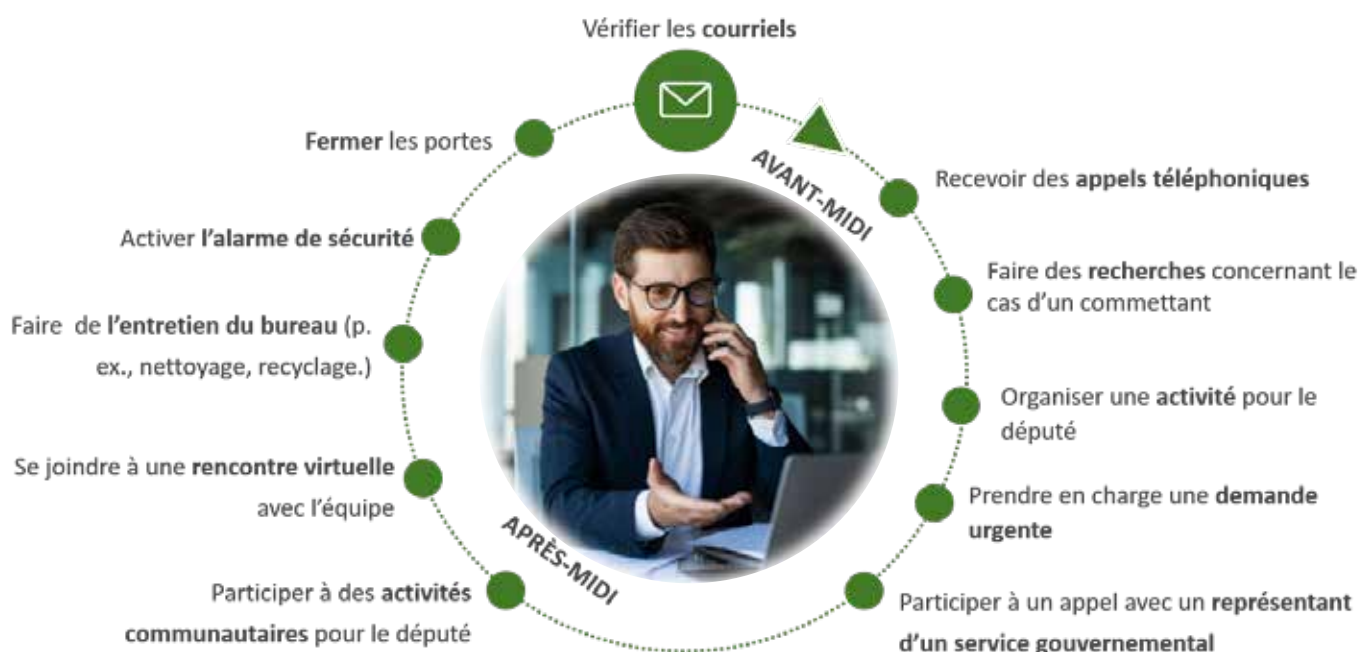 Vérifier les courriels
AVANT-MIDI
Recevoir des appels téléphoniques
Faire des recherches concernant le
cas d'un commettant
Organiser une activité pour le
député
Prendre en charge une demande
urgente
Participer à un appel avec un représentant
d'un service gouvernemental
APRÈS-MIDI
Participer à des activités
communautaires pour le député
Se joindre à une rencontre virtuelle
avec l'équipe
Faire de l'entretien du bureau (p.
ex., nettoyage, recyclage.)
Activer l'alarme de sécurité
Fermer les portes